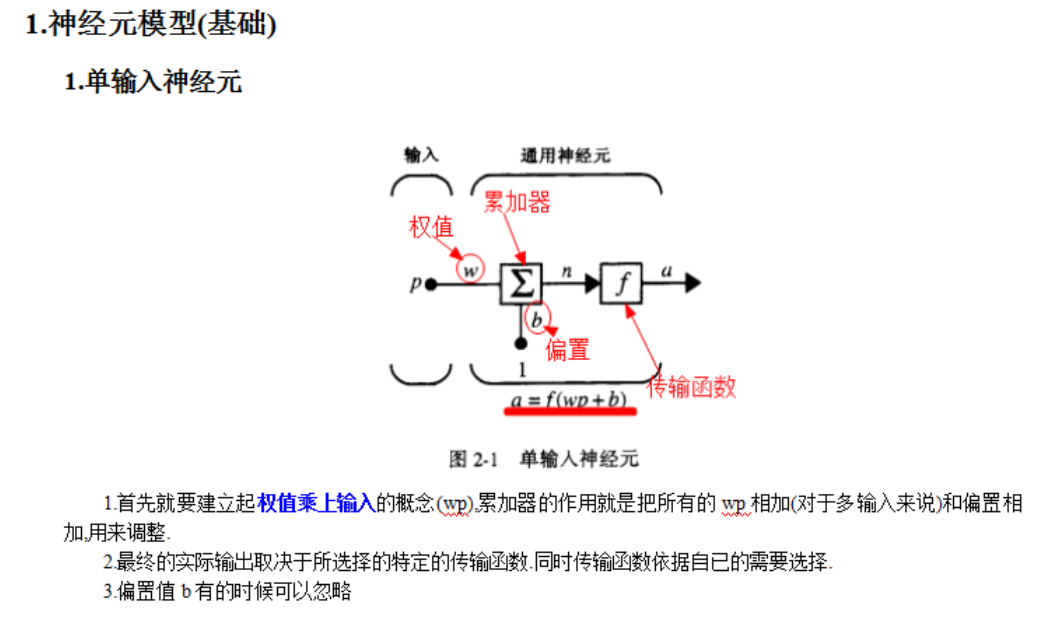 1.神经元模型(基础)
1.单输入神经元
输入
通用神经元
累加器
权值
p
w
Σ
n
f
a
b
偏置
1
传输函数
a = f(wp + b)
图 2-1 单输入神经元
1.首先就要建立起权值乘上输入的概念(wp),累加器的作用就是把所有的 wp 相加(对于多输入来说)和偏置相
加,用来调整.
2.最终的实际输出取决于所选择的特定的传输函数.同时传输函数依据自已的需要选择.
3.偏置值 b 有的时候可以忽略